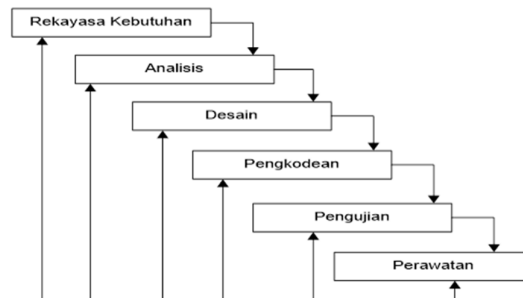 Rekayasa Kebutuhan
Analisis
Desain
Pengkodean
Pengujian
Perawatan